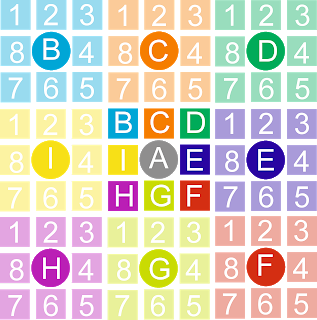 1 2 3 1 2 3 1 2 3
8 B 4 8 C 4 8 D 4
7 6 5 7 6 5 7 6 5
1 2 3 B C D 1 2 3
8 I 4 I A E 8 E 4
7 6 5 H G F 7 6 5
1 2 3 1 2 3 1 2 3
8 H 4 8 G 4 8 F 4
7 6 5 7 6 5 7 6 5